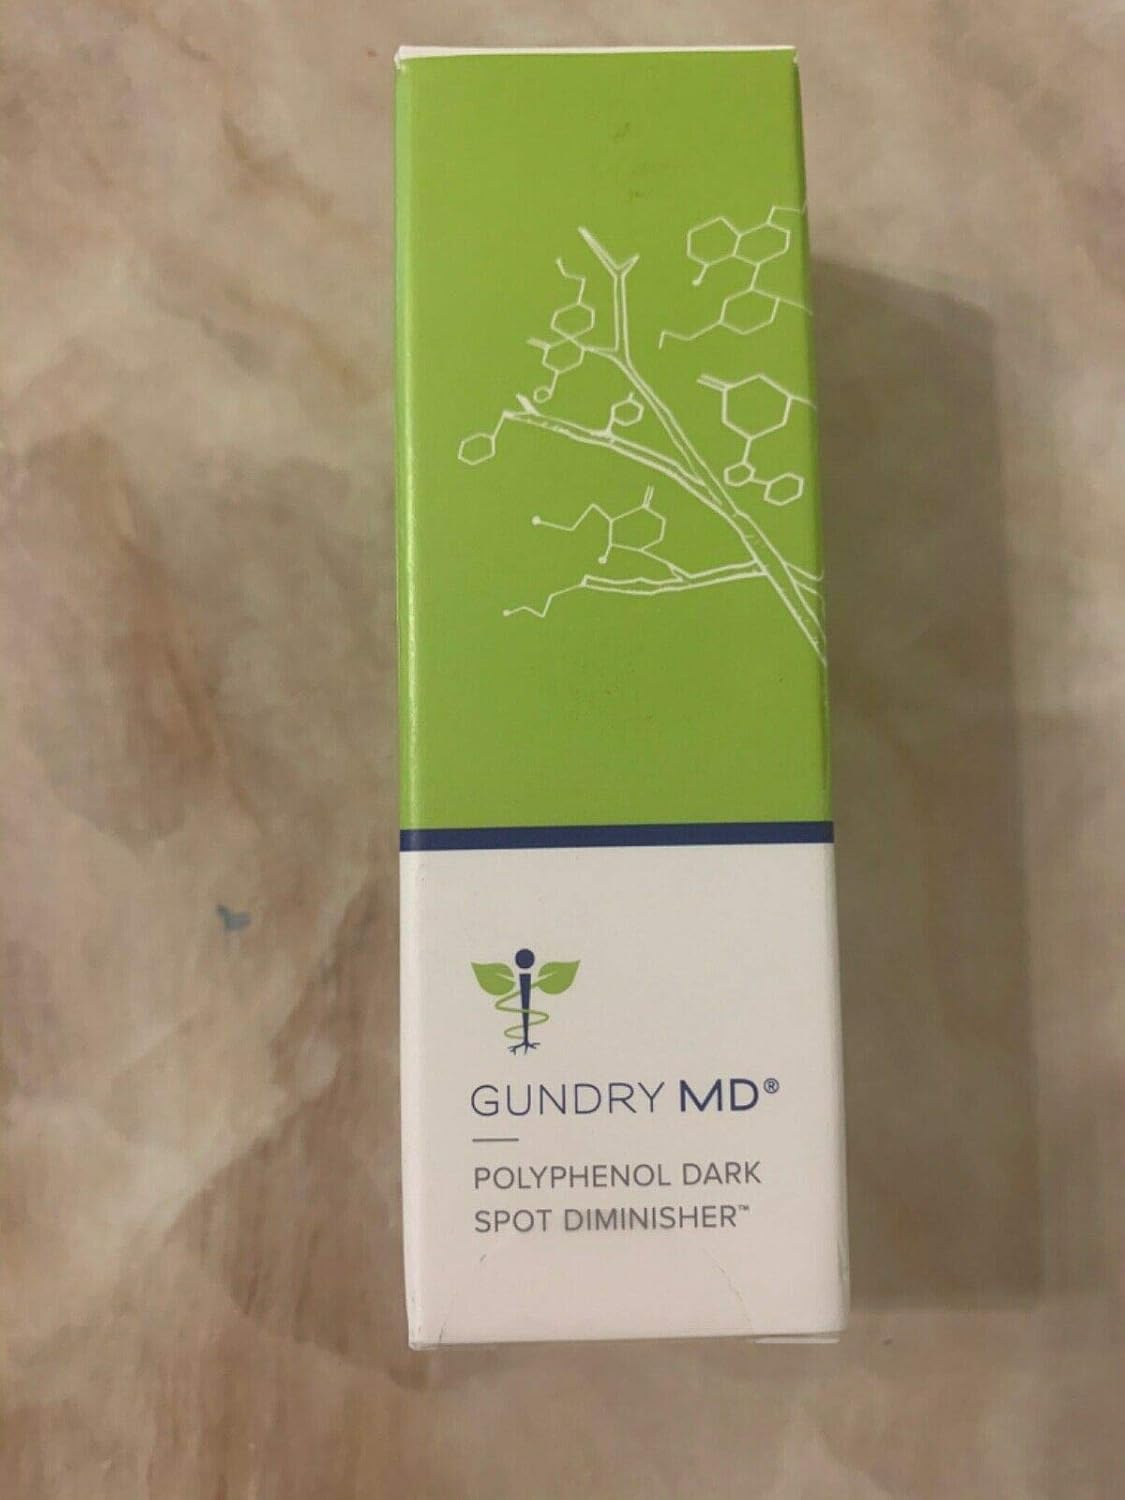 GUNDRY MD®
POLYPHENOL DARK
SPOT DIMINISHER™